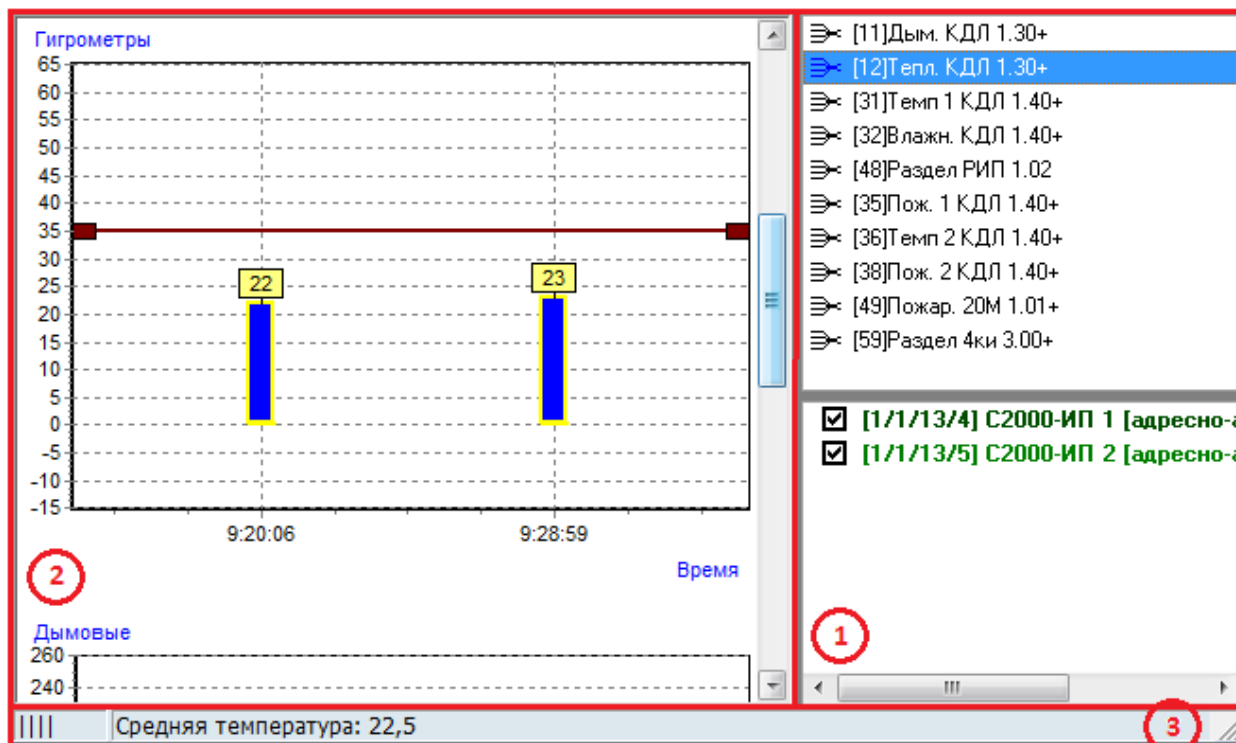 Гигрометры
65
60
55
50
45
40
35
30
25
20
15
10
5
0
-5
-10
-15
22
23
9:20:06 9:28:59
Время
2
Дымовые
260
240
[11]Дым. КДЛ 1.30+
[12]Тепл. КДЛ 1.30+
[31]Темп 1 КДЛ 1.40+
[32]Влажн. КДЛ 1.40+
[48]Раздел РИП 1.02
[35]Пож. 1 КДЛ 1.40+
[36]Темп 2 КДЛ 1.40+
[38]Пож. 2 КДЛ 1.40+
[49]Пожар. 20М 1.01+
[59]Раздел 4ки 3.00+
[1/1/13/4] С2000-ИП 1 [адресно-а
[1/1/13/5] С2000-ИП 2 [адресно-а
1
Средняя температура: 22,5
3